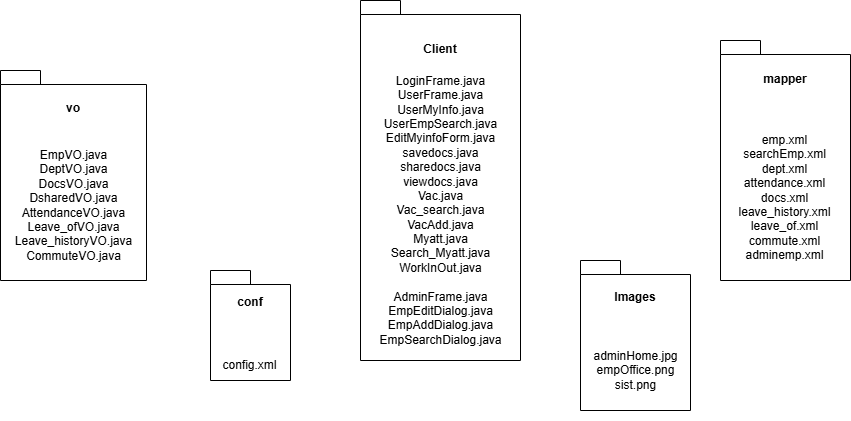 vo
EmpVO.java
DeptVO.java
DocsVO.java
DsharedVO.java
AttendanceVO.java
Leave_ofVO.java
Leave_historyVO.java
CommuteVO.java
conf
config.xml
Client
LoginFrame.java
UserFrame.java
UserMyInfo.java
UserEmpSearch.java
EditMyinfoForm.java
savedocs.java
sharedocs.java
viewdocs.java
Vac.java
Vac_search.java
VacAdd.java
Myatt.java
Search_Myatt.java
WorkInOut.java
AdminFrame.java
EmpEditDialog.java
EmpAddDialog.java
EmpSearchDialog.java
Images
adminHome.jpg
empOffice.png
sist.png
mapper
emp.xml
searchEmp.xml
dept.xml
attendance.xml
docs.xml
leave_history.xml
leave_of.xml
commute.xml
adminemp.xml